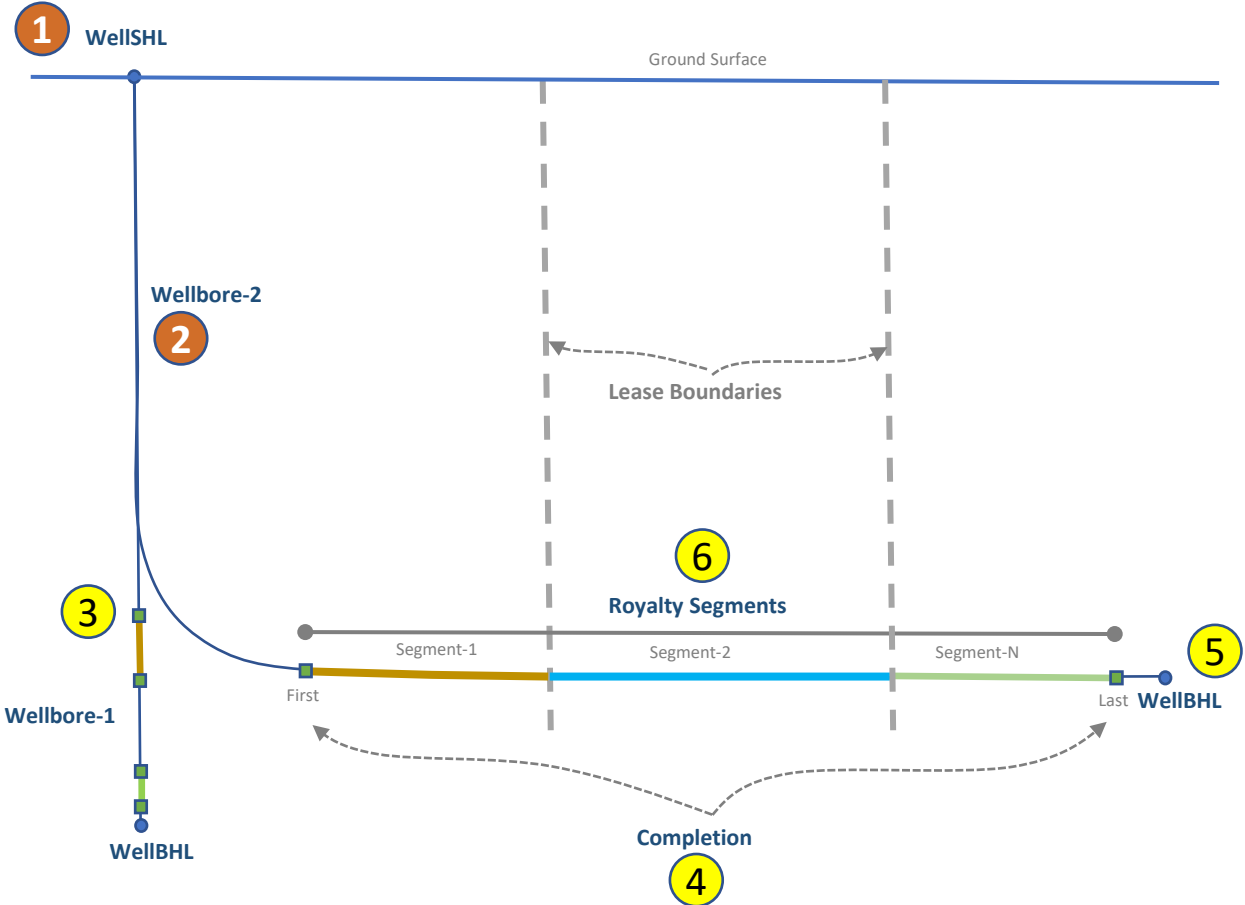 1
WellSHL
Ground Surface
Wellbore-2
2
Lease Boundaries
6
Royalty Segments
3
Segment-1
Segment-2
Segment-N
5
First
Last
WellBHL
Wellbore-1
Completion
WellBHL
4